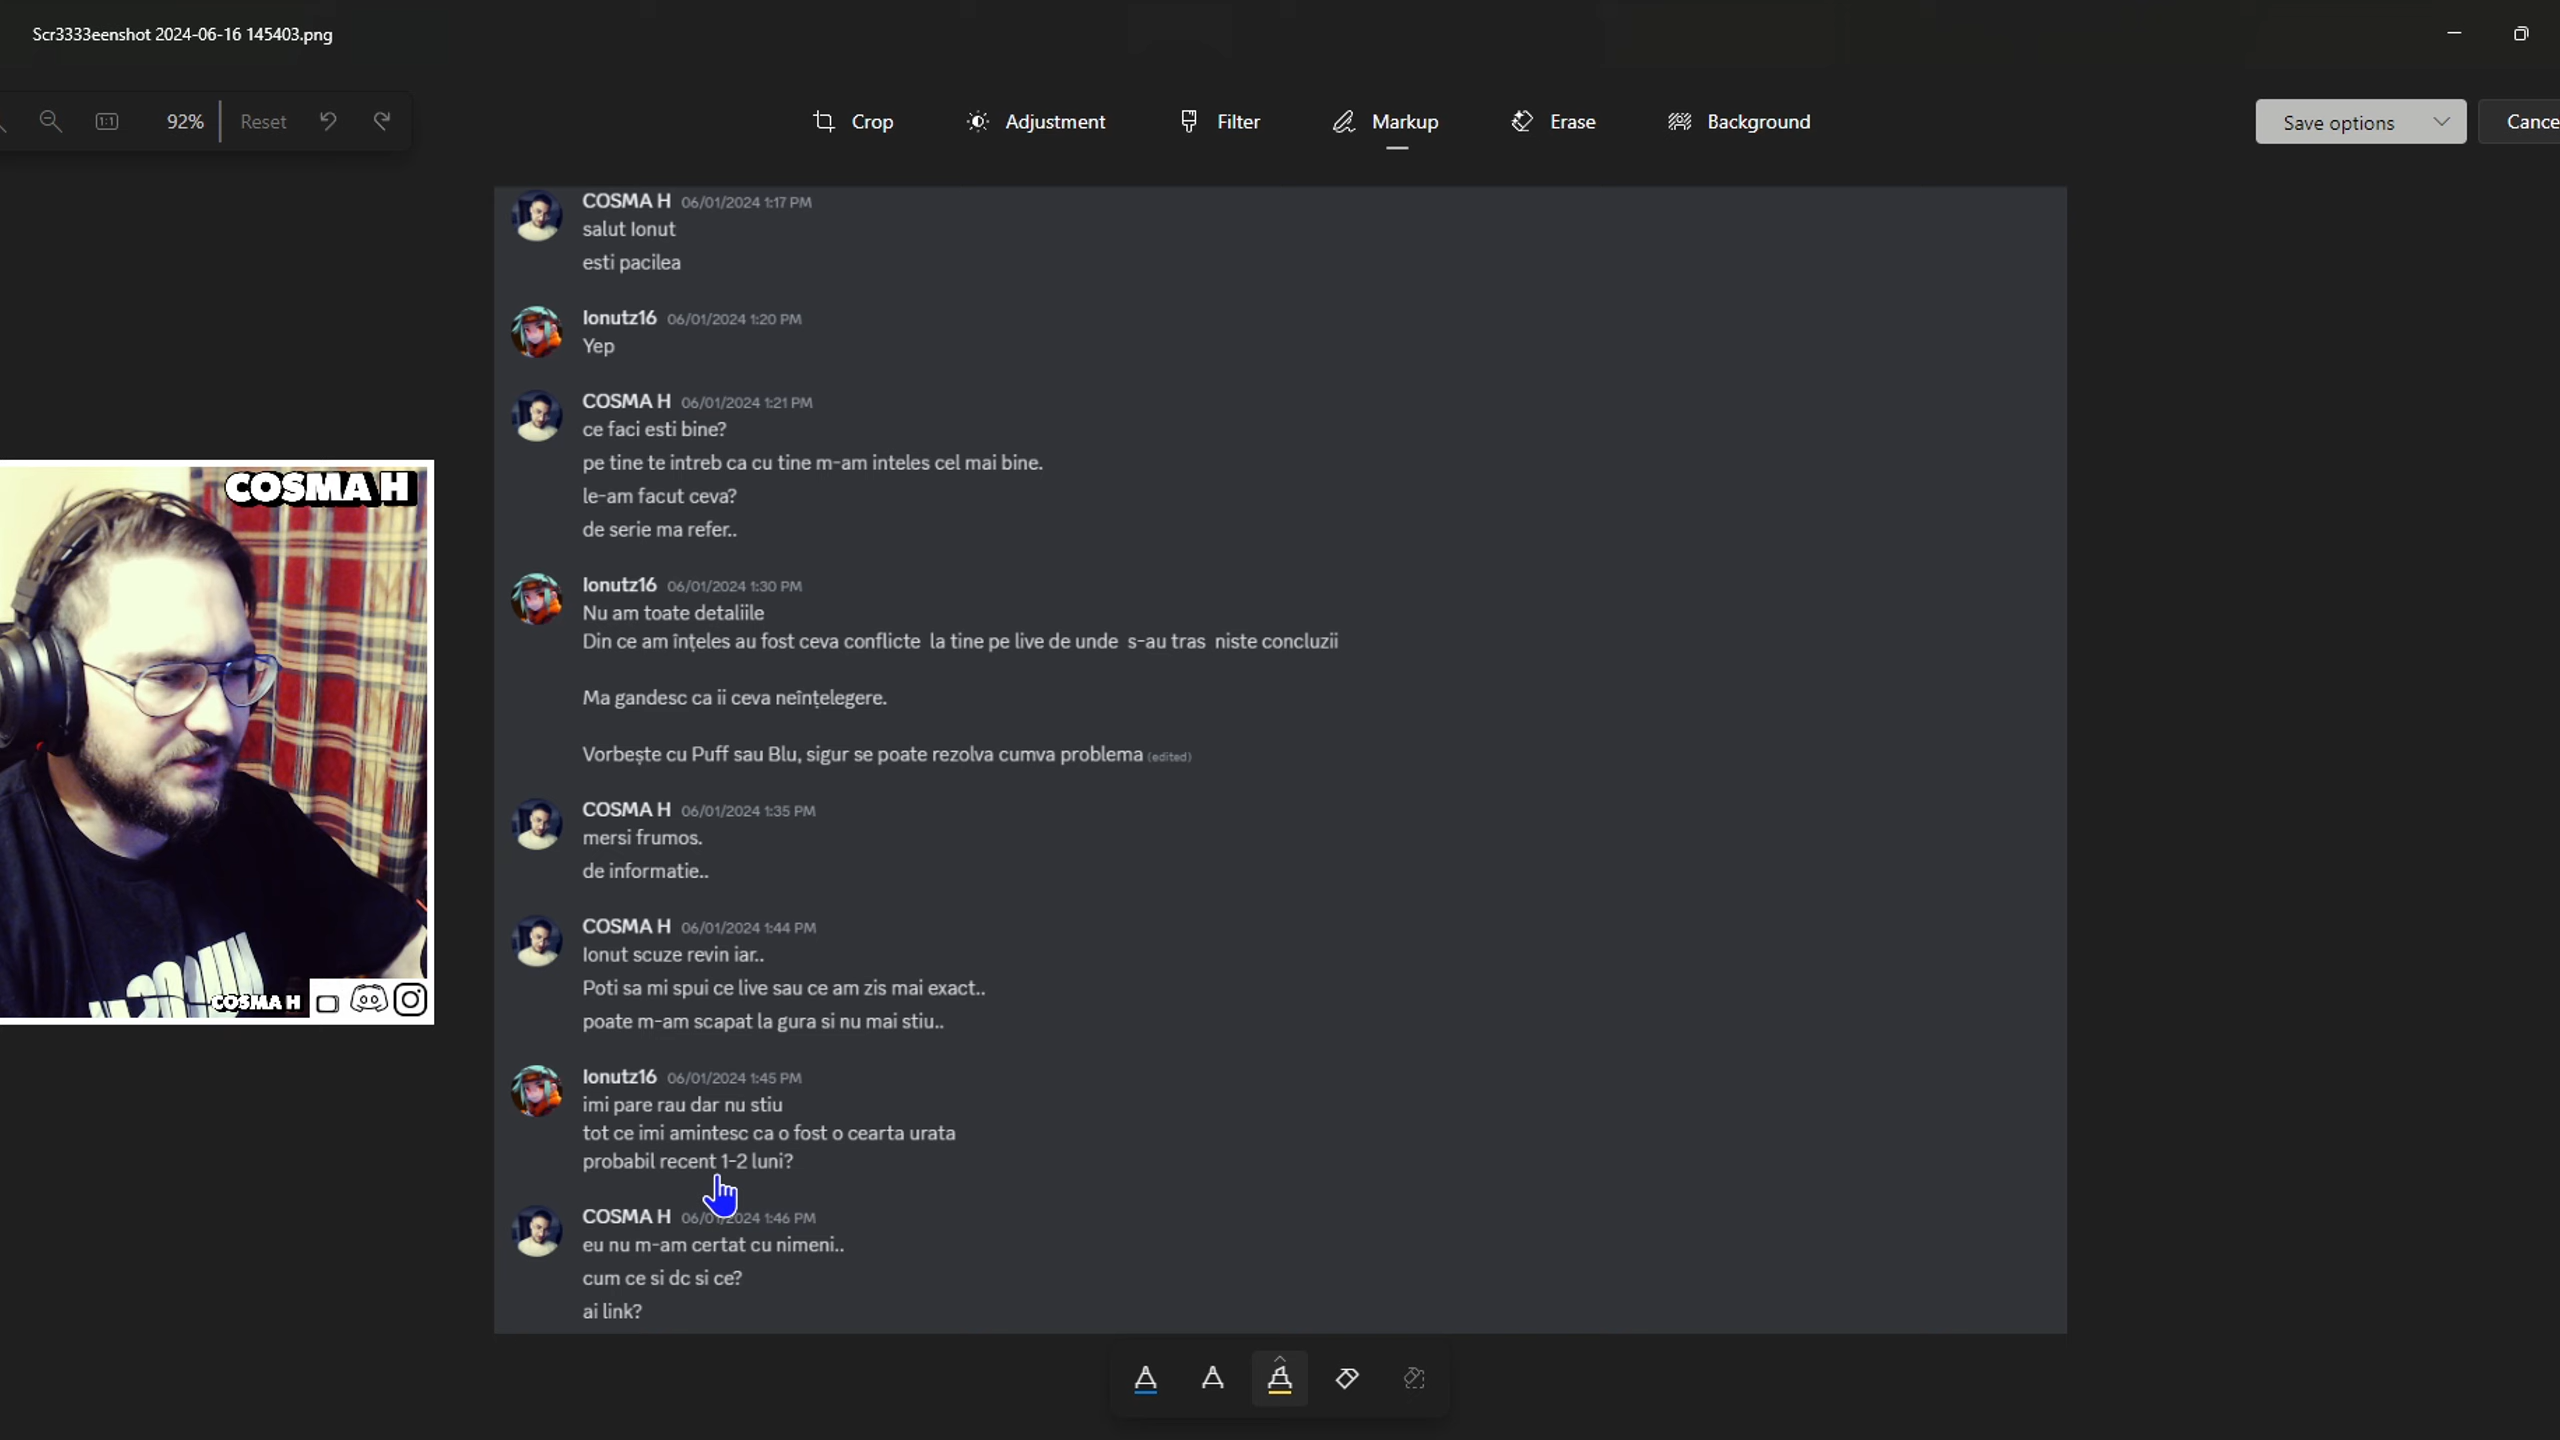 Scr3333eenshot 2024-06-16 145403.png
92% Reset
Crop Adjustment Filter Markup Erase Background
Save options
Cance
COSMA H 06/01/2024 1:17 PM
salut Ionut
esti pacilea
Ionutz16 06/01/2024 1:20 PM
Yep
COSMA H 06/01/2024 1:21 PM
ce faci esti bine?
pe tine te intreb ca cu tine m-am inteles cel mai bine.
le-am facut ceva?
de serie ma refer..
Ionutz16 06/01/2024 1:30 PM
Nu am toate detaliile
Din ce am înțeles au fost ceva conflicte la tine pe live de unde s-au tras niste concluzii
Ma gandesc ca ii ceva neînțelegere.
Vorbește cu Puff sau Blu, sigur se poate rezolva cumva problema (edited)
COSMA H 06/01/2024 1:35 PM
mersi frumos.
de informatie..
COSMA H 06/01/2024 1:44 PM
Ionut scuze revin iar..
Poti sa mi spui ce live sau ce am zis mai exact..
poate m-am scapat la gura si nu mai stiu..
Ionutz16 06/01/2024 1:45 PM
imi pare rau dar nu stiu
tot ce imi amintesc ca o fost o cearta urata
probabil recent 1-2 luni?
COSMA H 06/01/2024 1:46 PM
eu nu m-am certat cu nimeni..
cum ce si dc si ce?
ai link?
COSMA H
COSMA H